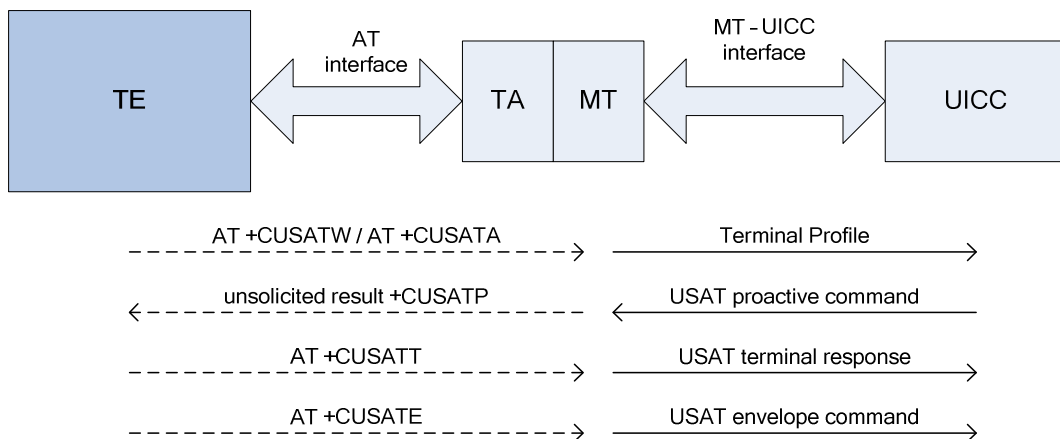 TE
AT
interface
TA
MT
MT - UICC
interface
UICC
AT +CUSATW / AT +CUSATA
Terminal Profile
unsolicited result +CUSATP
USAT proactive command
AT +CUSATT
USAT terminal response
AT +CUSATE
USAT envelope command